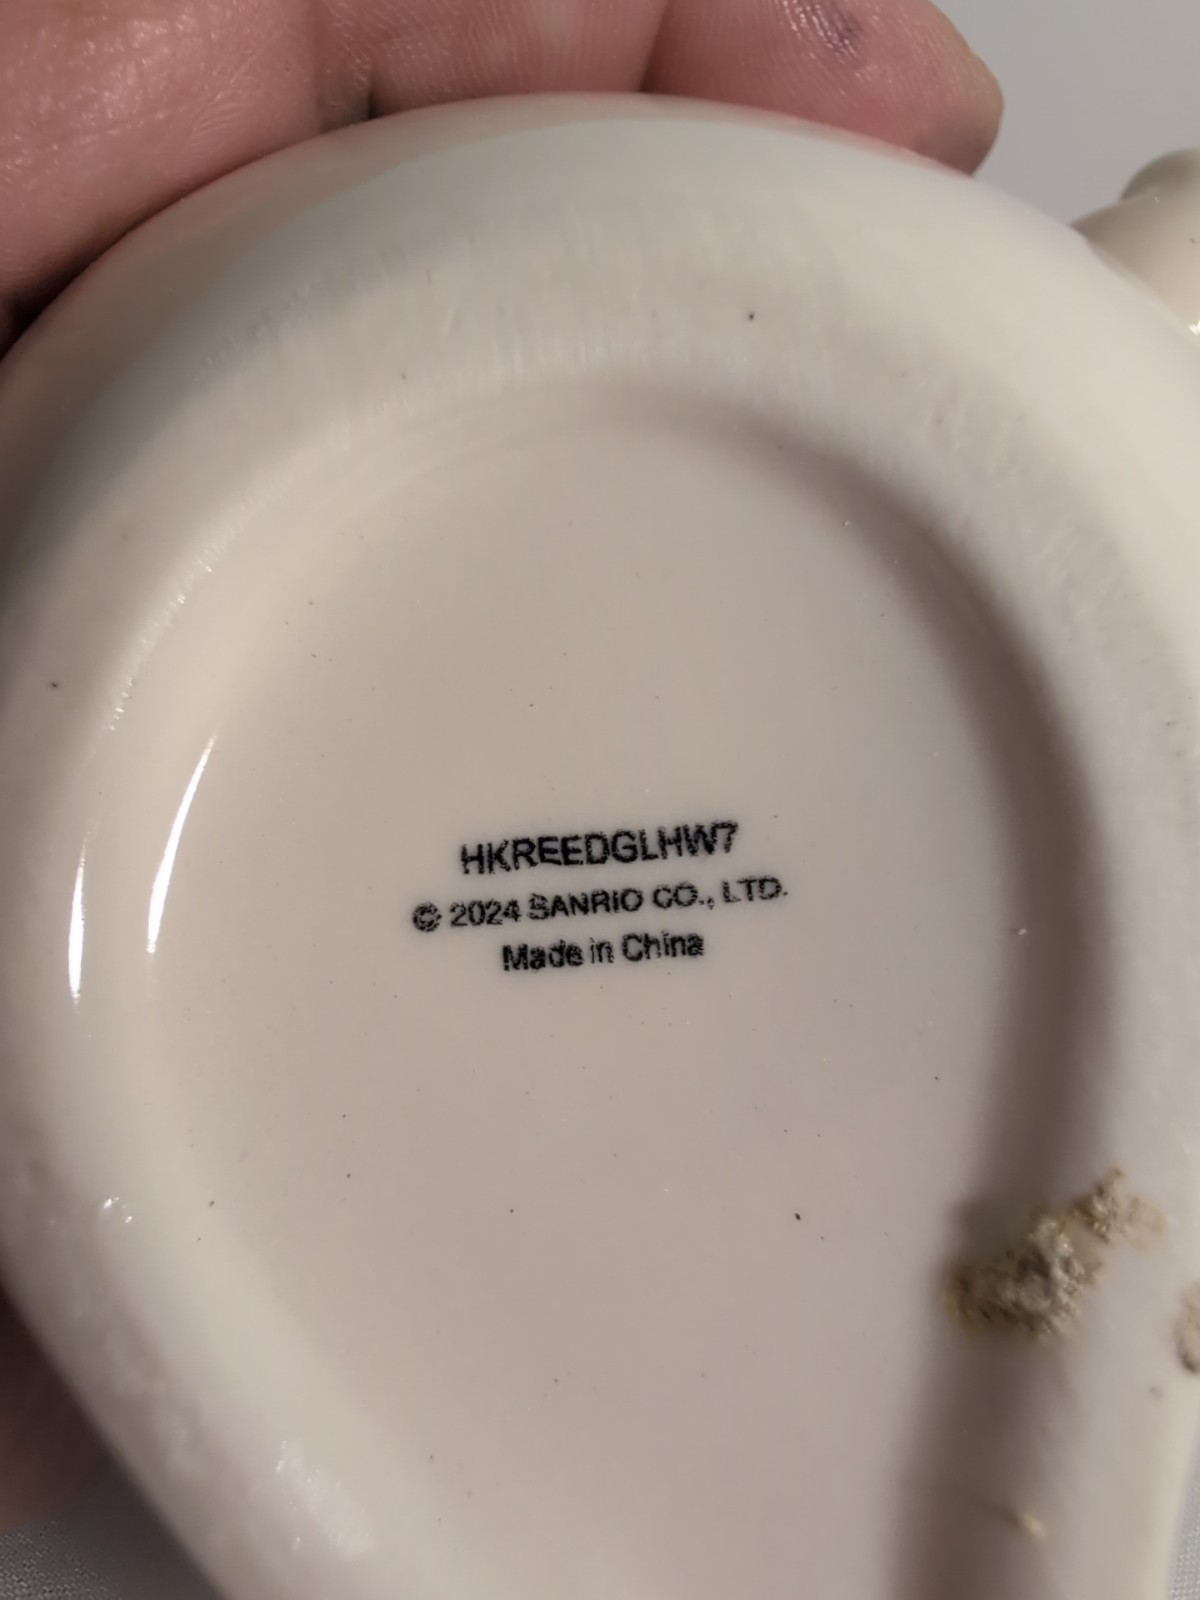 HKREEDGLHW7
© 2024 SANRIO CO., LTD.
Made in China